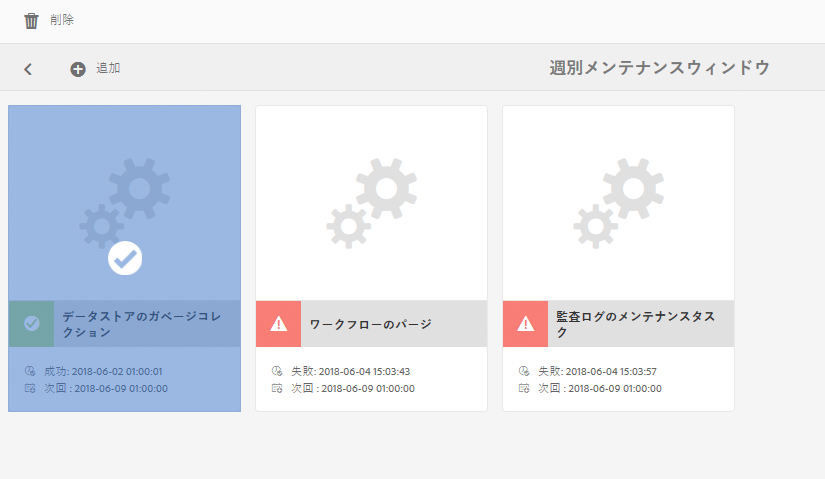 削除
追加
週別メンテナンスウィンドウ
データストアのガベージコレ
クション
成功: 2018-06-02 01:00:01
次回 : 2018-06-09 01:00:00
ワークフローのパージ
失敗: 2018-06-04 15:03:43
次回 : 2018-06-09 01:00:00
監査ログのメンテナンスタス
ク
失敗: 2018-06-04 15:03:57
次回 : 2018-06-09 01:00:00